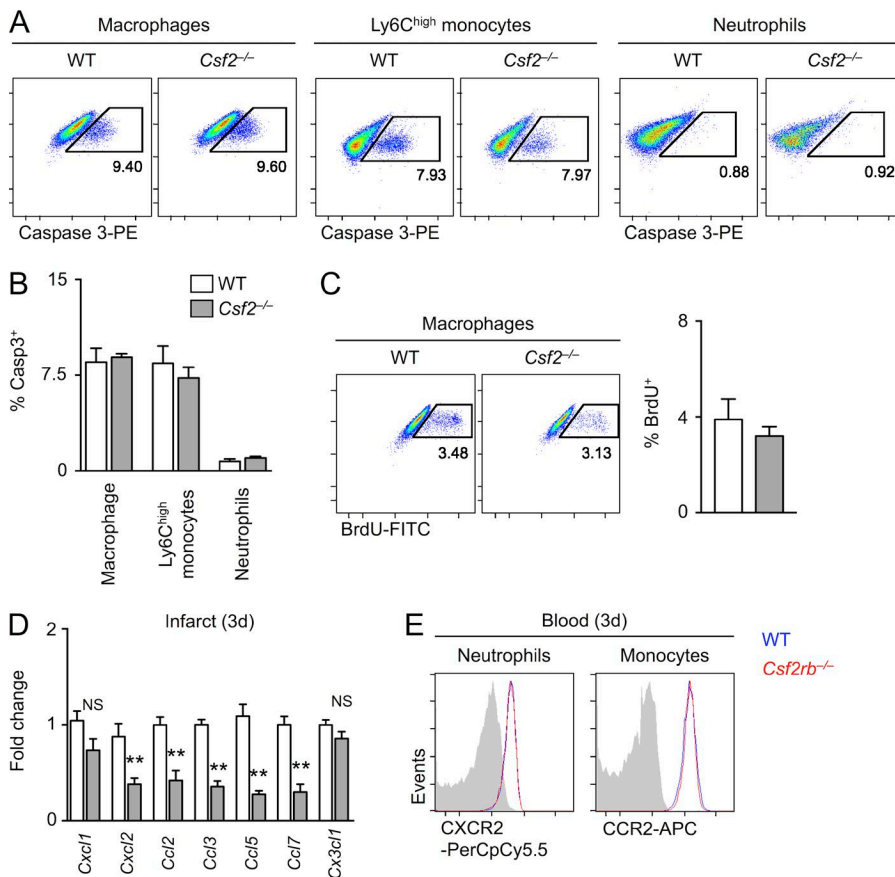 A
Macrophages
Ly6Chigh monocytes
Neutrophils
WT
Csf2–/–
WT
Csf2–/–
WT
Csf2–/–
9.40
9.60
7.93
7.97
0.88
0.92
Caspase 3-PE
Caspase 3-PE
Caspase 3-PE
B
15
7.5
0
% Casp3+
WT
Csf2–/–
Macrophage
Ly6Chigh
monocytes
Neutrophils
C
Macrophages
WT
Csf2–/–
3.48
3.13
BrdU-FITC
8
4
0
% BrdU+
D
Infarct (3d)
2
1
0
Fold change
NS
**
**
**
**
**
NS
Cxcl1
Cxcl2
Ccl2
Ccl3
Ccl5
Ccl7
Cx3cl1
E
Blood (3d)
Neutrophils
Monocytes
WT
Csf2rb–/–
Events
CXCR2
-PerCpCy5.5
CCR2-APC